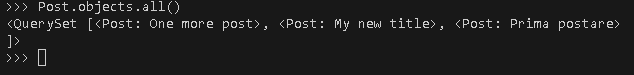 >>> Post.objects.all()
<QuerySet [<Post: One more post>, <Post: My new title>, <Post: Prima postare>
]>
>>>